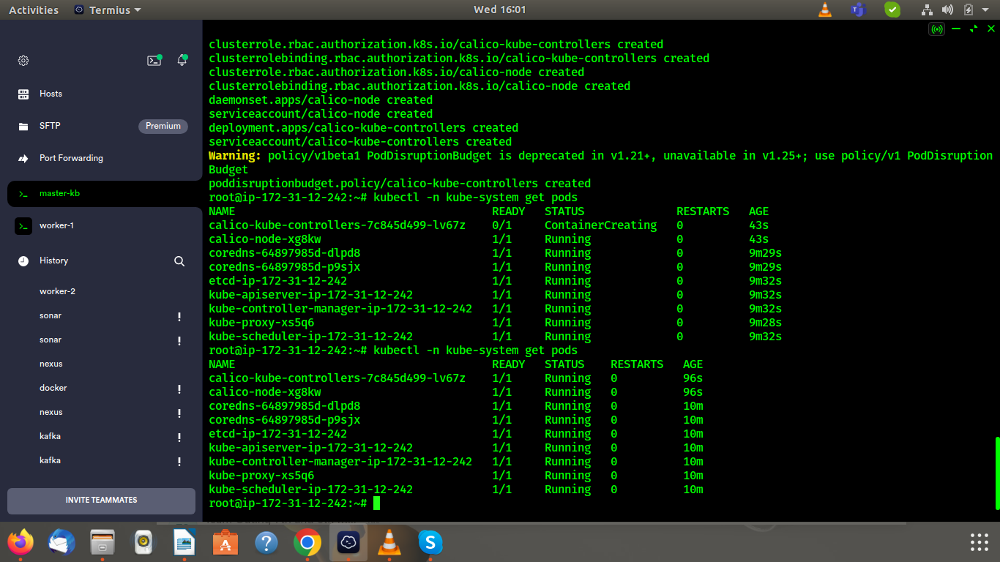 Activities Termius Wed 16:01
Hosts
SFTP Premium
Port Forwarding
master-kb
worker-1
History
worker-2
sonar !
sonar !
nexus
docker !
nexus !
kafka !
kafka !
INVITE TEAMMATES
clusterrole.rbac.authorization.k8s.io/calico-kube-controllers created
clusterrolebinding.rbac.authorization.k8s.io/calico-kube-controllers created
clusterrole.rbac.authorization.k8s.io/calico-node created
clusterrolebinding.rbac.authorization.k8s.io/calico-node created
daemonset.apps/calico-node created
serviceaccount/calico-node created
deployment.apps/calico-kube-controllers created
serviceaccount/calico-kube-controllers created
Warning: policy/v1beta1 PodDisruptionBudget is deprecated in v1.21+, unavailable in v1.25+; use policy/v1 PodDisruption
Budget
poddisruptionbudget.policy/calico-kube-controllers created
root@ip-172-31-12-242:~# kubectl -n kube-system get pods
NAME READY STATUS RESTARTS AGE
calico-kube-controllers-7c845d499-lv67z 0/1 ContainerCreating 0 43s
calico-node-xg8kw 1/1 Running 0 43s
coredns-64897985d-dlpd8 1/1 Running 0 9m29s
coredns-64897985d-p9sjx 1/1 Running 0 9m29s
etcd-ip-172-31-12-242 1/1 Running 0 9m32s
kube-apiserver-ip-172-31-12-242 1/1 Running 0 9m32s
kube-controller-manager-ip-172-31-12-242 1/1 Running 0 9m32s
kube-proxy-xs5q6 1/1 Running 0 9m28s
kube-scheduler-ip-172-31-12-242 1/1 Running 0 9m32s
root@ip-172-31-12-242:~# kubectl -n kube-system get pods
NAME READY STATUS RESTARTS AGE
calico-kube-controllers-7c845d499-lv67z 1/1 Running 0 96s
calico-node-xg8kw 1/1 Running 0 96s
coredns-64897985d-dlpd8 1/1 Running 0 10m
coredns-64897985d-p9sjx 1/1 Running 0 10m
etcd-ip-172-31-12-242 1/1 Running 0 10m
kube-apiserver-ip-172-31-12-242 1/1 Running 0 10m
kube-controller-manager-ip-172-31-12-242 1/1 Running 0 10m
kube-proxy-xs5q6 1/1 Running 0 10m
kube-scheduler-ip-172-31-12-242 1/1 Running 0 10m
root@ip-172-31-12-242:~#